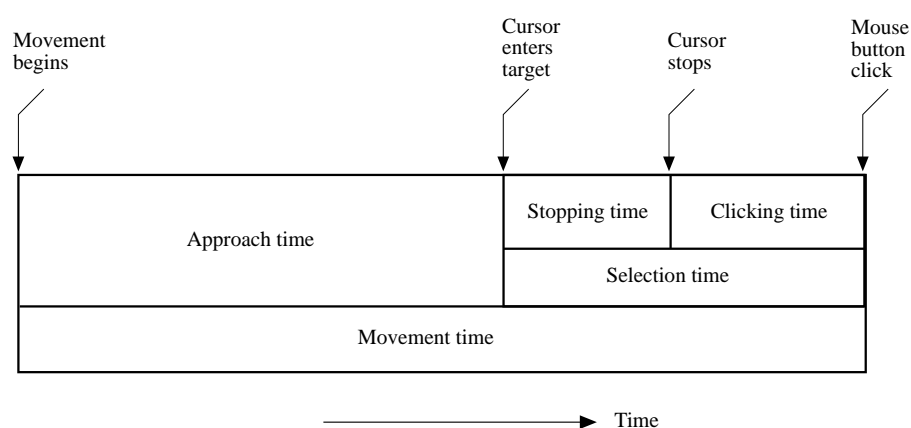 Movement
begins
Cursor
enters
target
Cursor
stops
Mouse
button
click
Approach time
Stopping time
Clicking time
Selection time
Movement time
Time